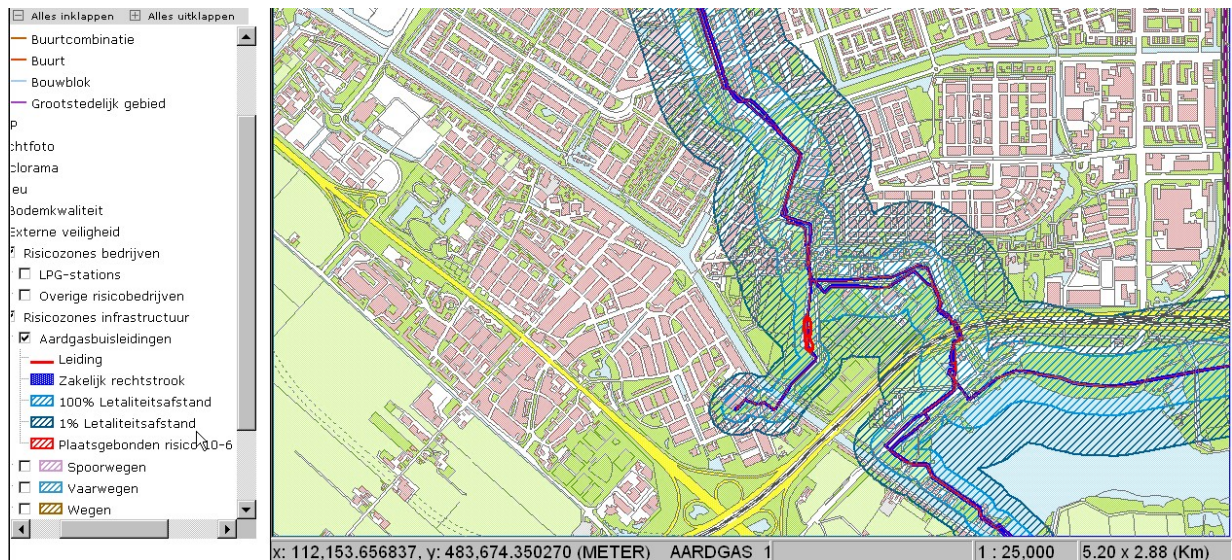 Alles inklappen Alles uitklappen
Buurtcombinatie
Buurt
Bouwblok
Grootstedelijk gebied
P
chtfoto
clorama
eu
Bodemkwaliteit
Externe veiligheid
Risicozones bedrijven
LPG-stations
Overige risicobedrijven
Risicozones infrastructuur
Aardgasbuisleidingen
Leiding
Zakelijk rechtstrook
100% Letaliteitsafstand
1% Letaliteitsafstand
Plaatsgebonden risico 10-6
Spoorwegen
Vaarwegen
Wegen
x: 112,153.656837, y: 483,674.350270 (METER) AARDGAS 1 1 : 25,000 5.20 x 2.88 (Km)